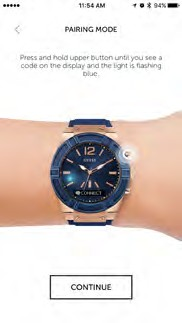 11:54 AM
94%
PAIRING MODE
Press and hold upper button until you see a
code on the display and the light is flashing
blue.
GUESS
CONNECT
CONTINUE